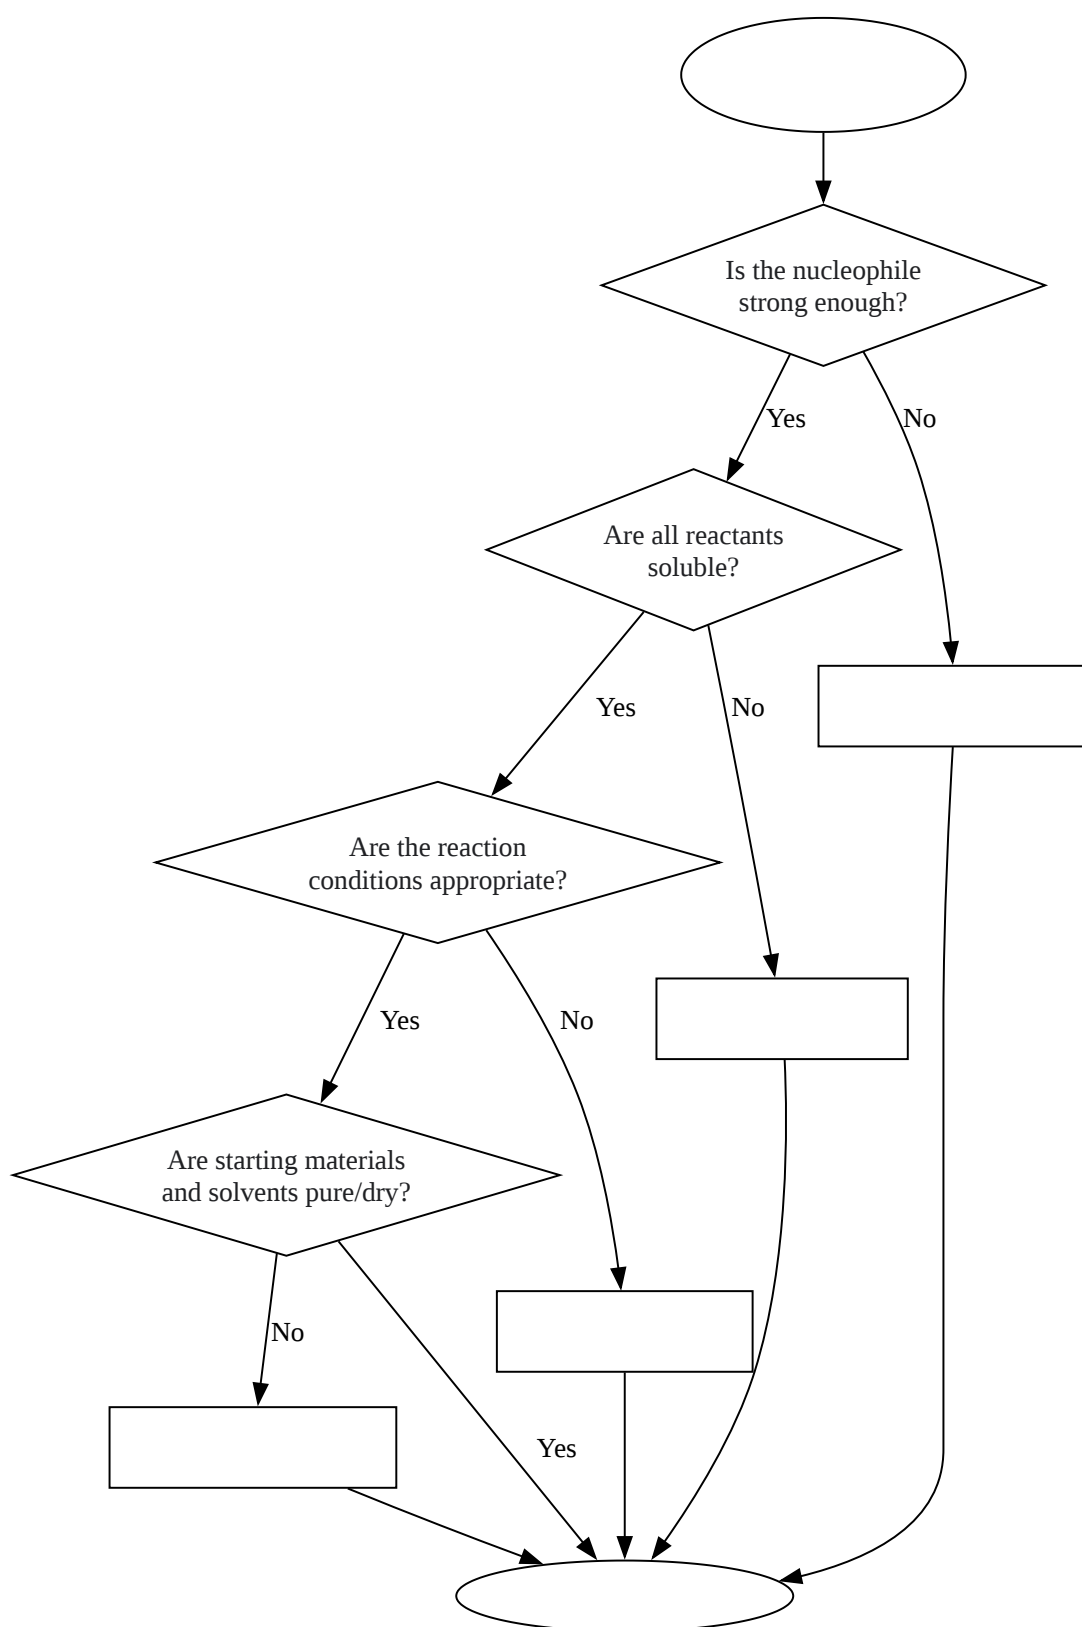 Is the nucleophile
strong enough?
Yes
No
Are all reactants
soluble?
Yes
No
Are the reaction
conditions appropriate?
Yes
No
Are starting materials
and solvents pure/dry?
No
Yes